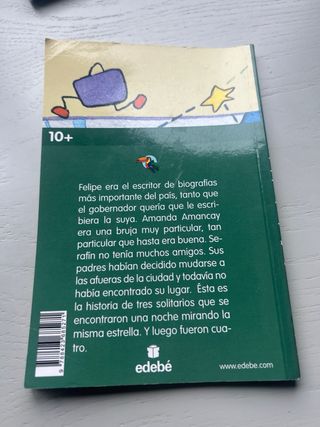 10+
Felipe era el escritor de biografías
más importante del país, tanto que
el gobernador quería que le escri-
biera la suya. Amanda Amancay
era una bruja muy particular, tan
particular que hasta era buena. Se-
rafín no tenía muchos amigos. Sus
padres habían decidido mudarse a
las afueras de la ciudad y todavía no
había encontrado su lugar. Ésta es
la historia de tres solitarios que se
encontraron una noche mirando la
misma estrella. Y luego fueron cua-
tro.
edebé
www.edebe.com